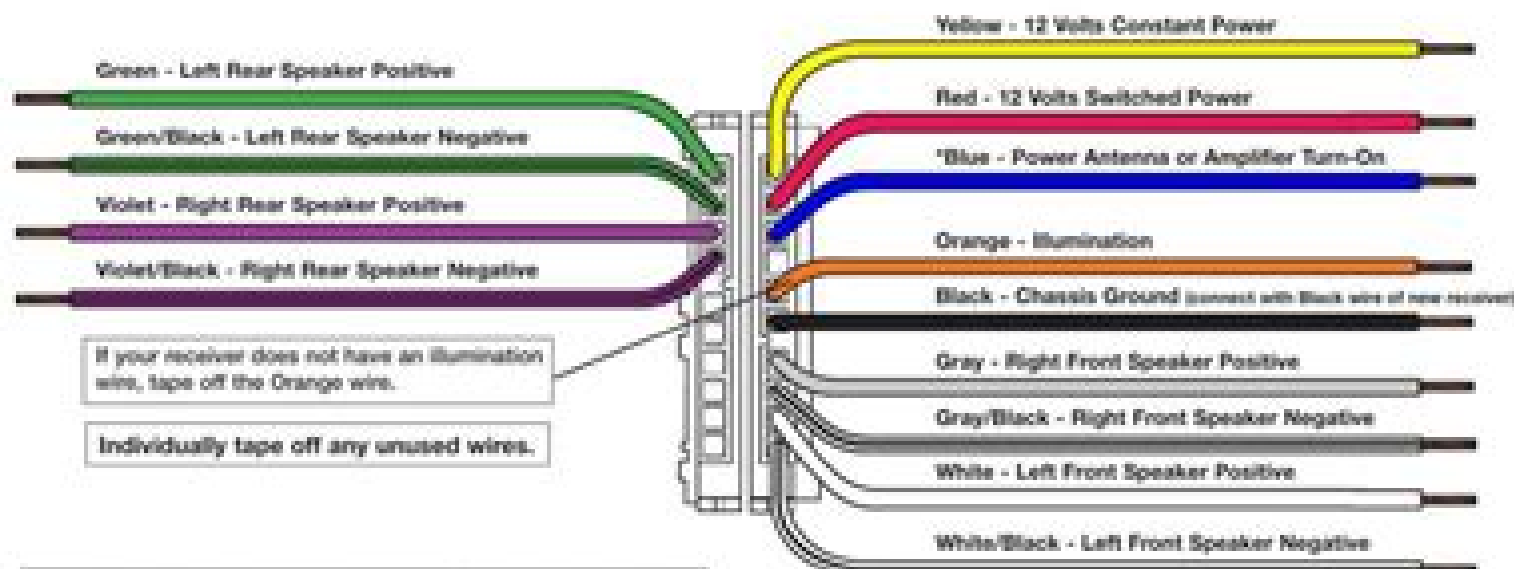 Green - Left Rear Speaker Positive
Green/Black - Left Rear Speaker Negative
Violet - Right Rear Speaker Positive
Violet/Black - Right Rear Speaker Negative
If your receiver does not have an illumination
wire, tape off the Orange wire.
Individually tape off any unused wires.
Yellow - 12 Volts Constant Power
Red - 12 Volts Switched Power
*Blue - Power Antenna or Amplifier Turn-On
Orange - Illumination
Black - Chassis Ground (connect with Black wire of new receiver)
Gray - Right Front Speaker Positive
Gray/Black - Right Front Speaker Negative
White - Left Front Speaker Positive
White/Black - Left Front Speaker Negative